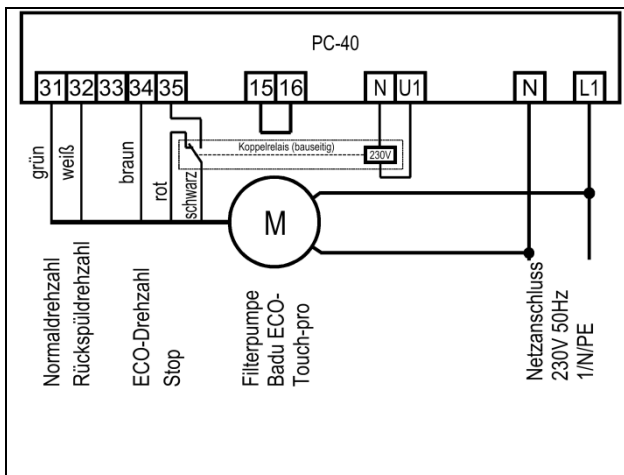 PC-40
31 32 33 34 35 15 16 N U1 N L1
Koppelrelais (bauseitig)
230V
grün
weiß
braun
rot
schwarz
M
Normaldrehzahl
Rückspüldrehzahl
ECO-Drehzahl
Stop
Filterpumpe
Badu ECO-
Touch-pro
Netzanschluss
230V 50Hz
1/N/PE